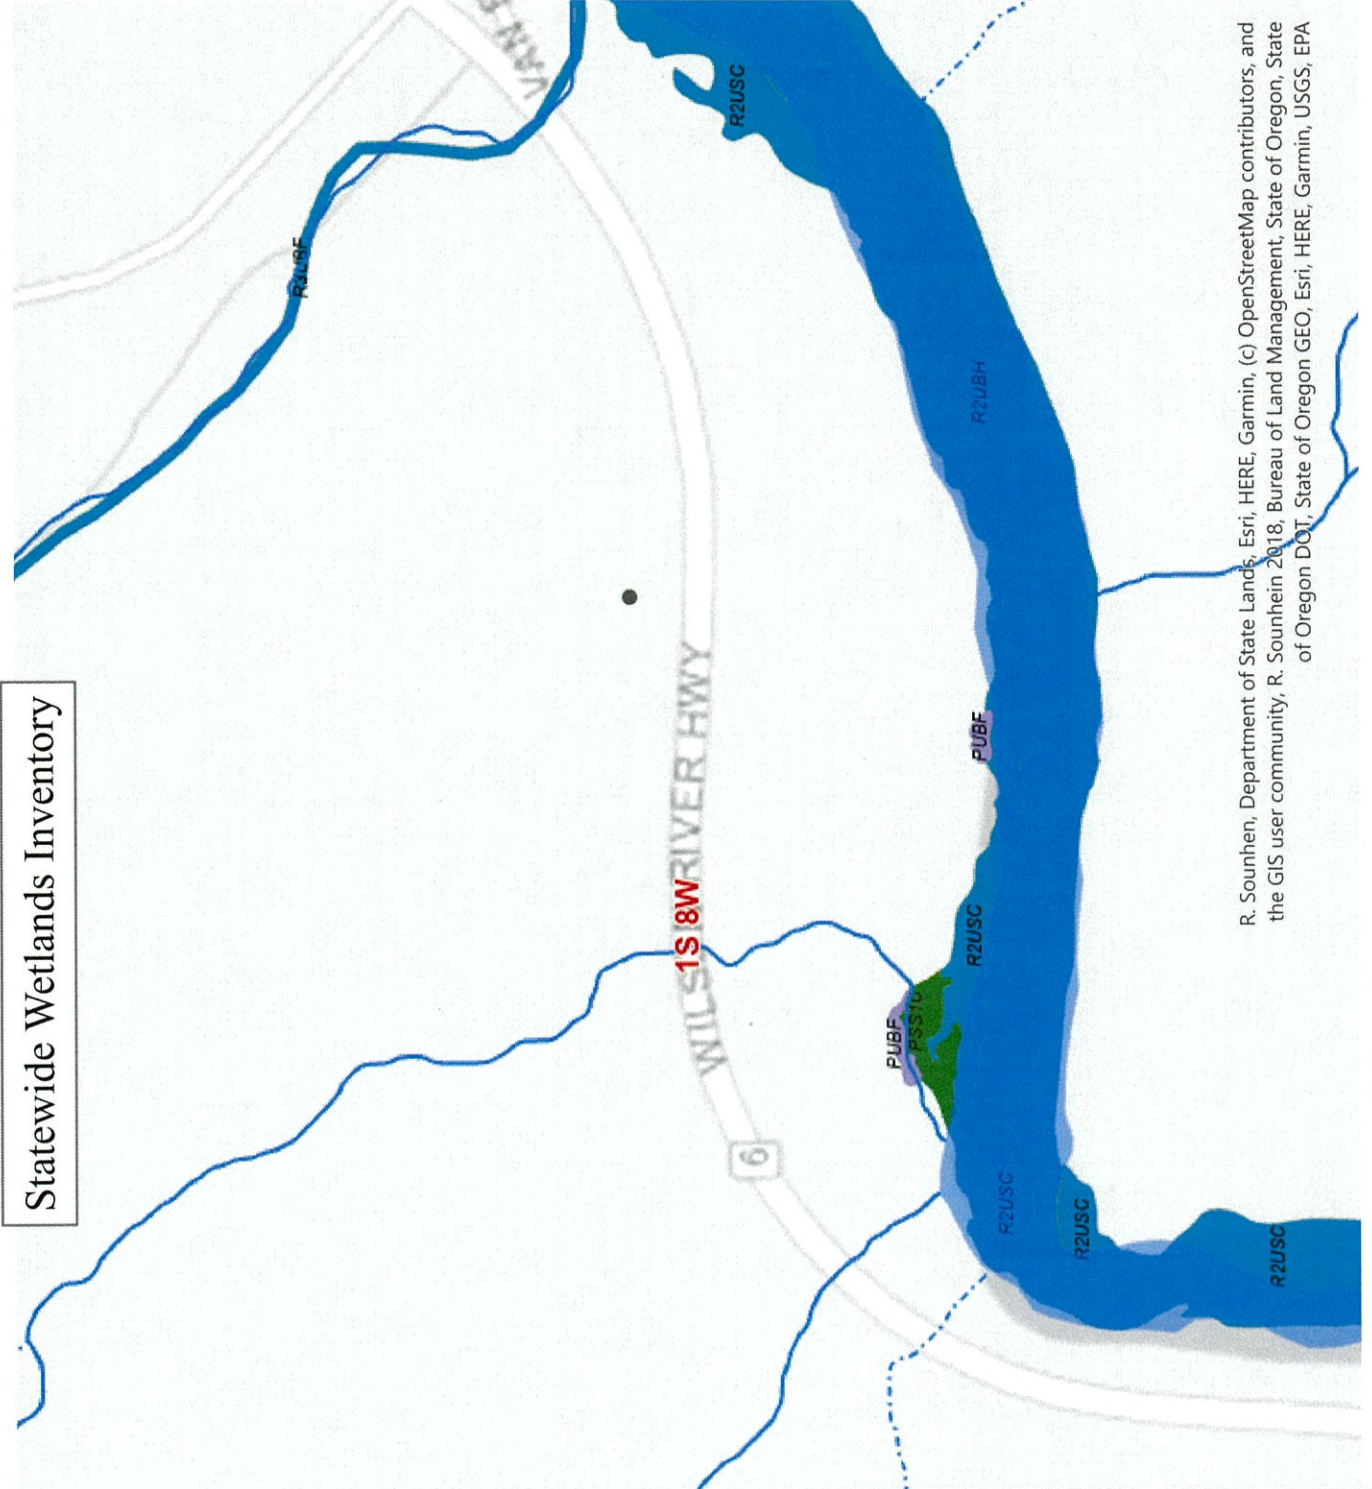 Statewide Wetlands Inventory
VAN
R2USC
R2UBH
WILS RIVER HWY
1S 8W
PUBF
R2USC
PUBF
6
R2USC
R2USC
R2USC
R. Sounhen, Department of State Lands, Esri, HERE, Garmin, (c) OpenStreetMap contributors, and
the GIS user community, R. Sounhein 2018, Bureau of Land Management, State of Oregon, State
of Oregon DOT, State of Oregon GEO, Esri, HERE, Garmin, USGS, EPA